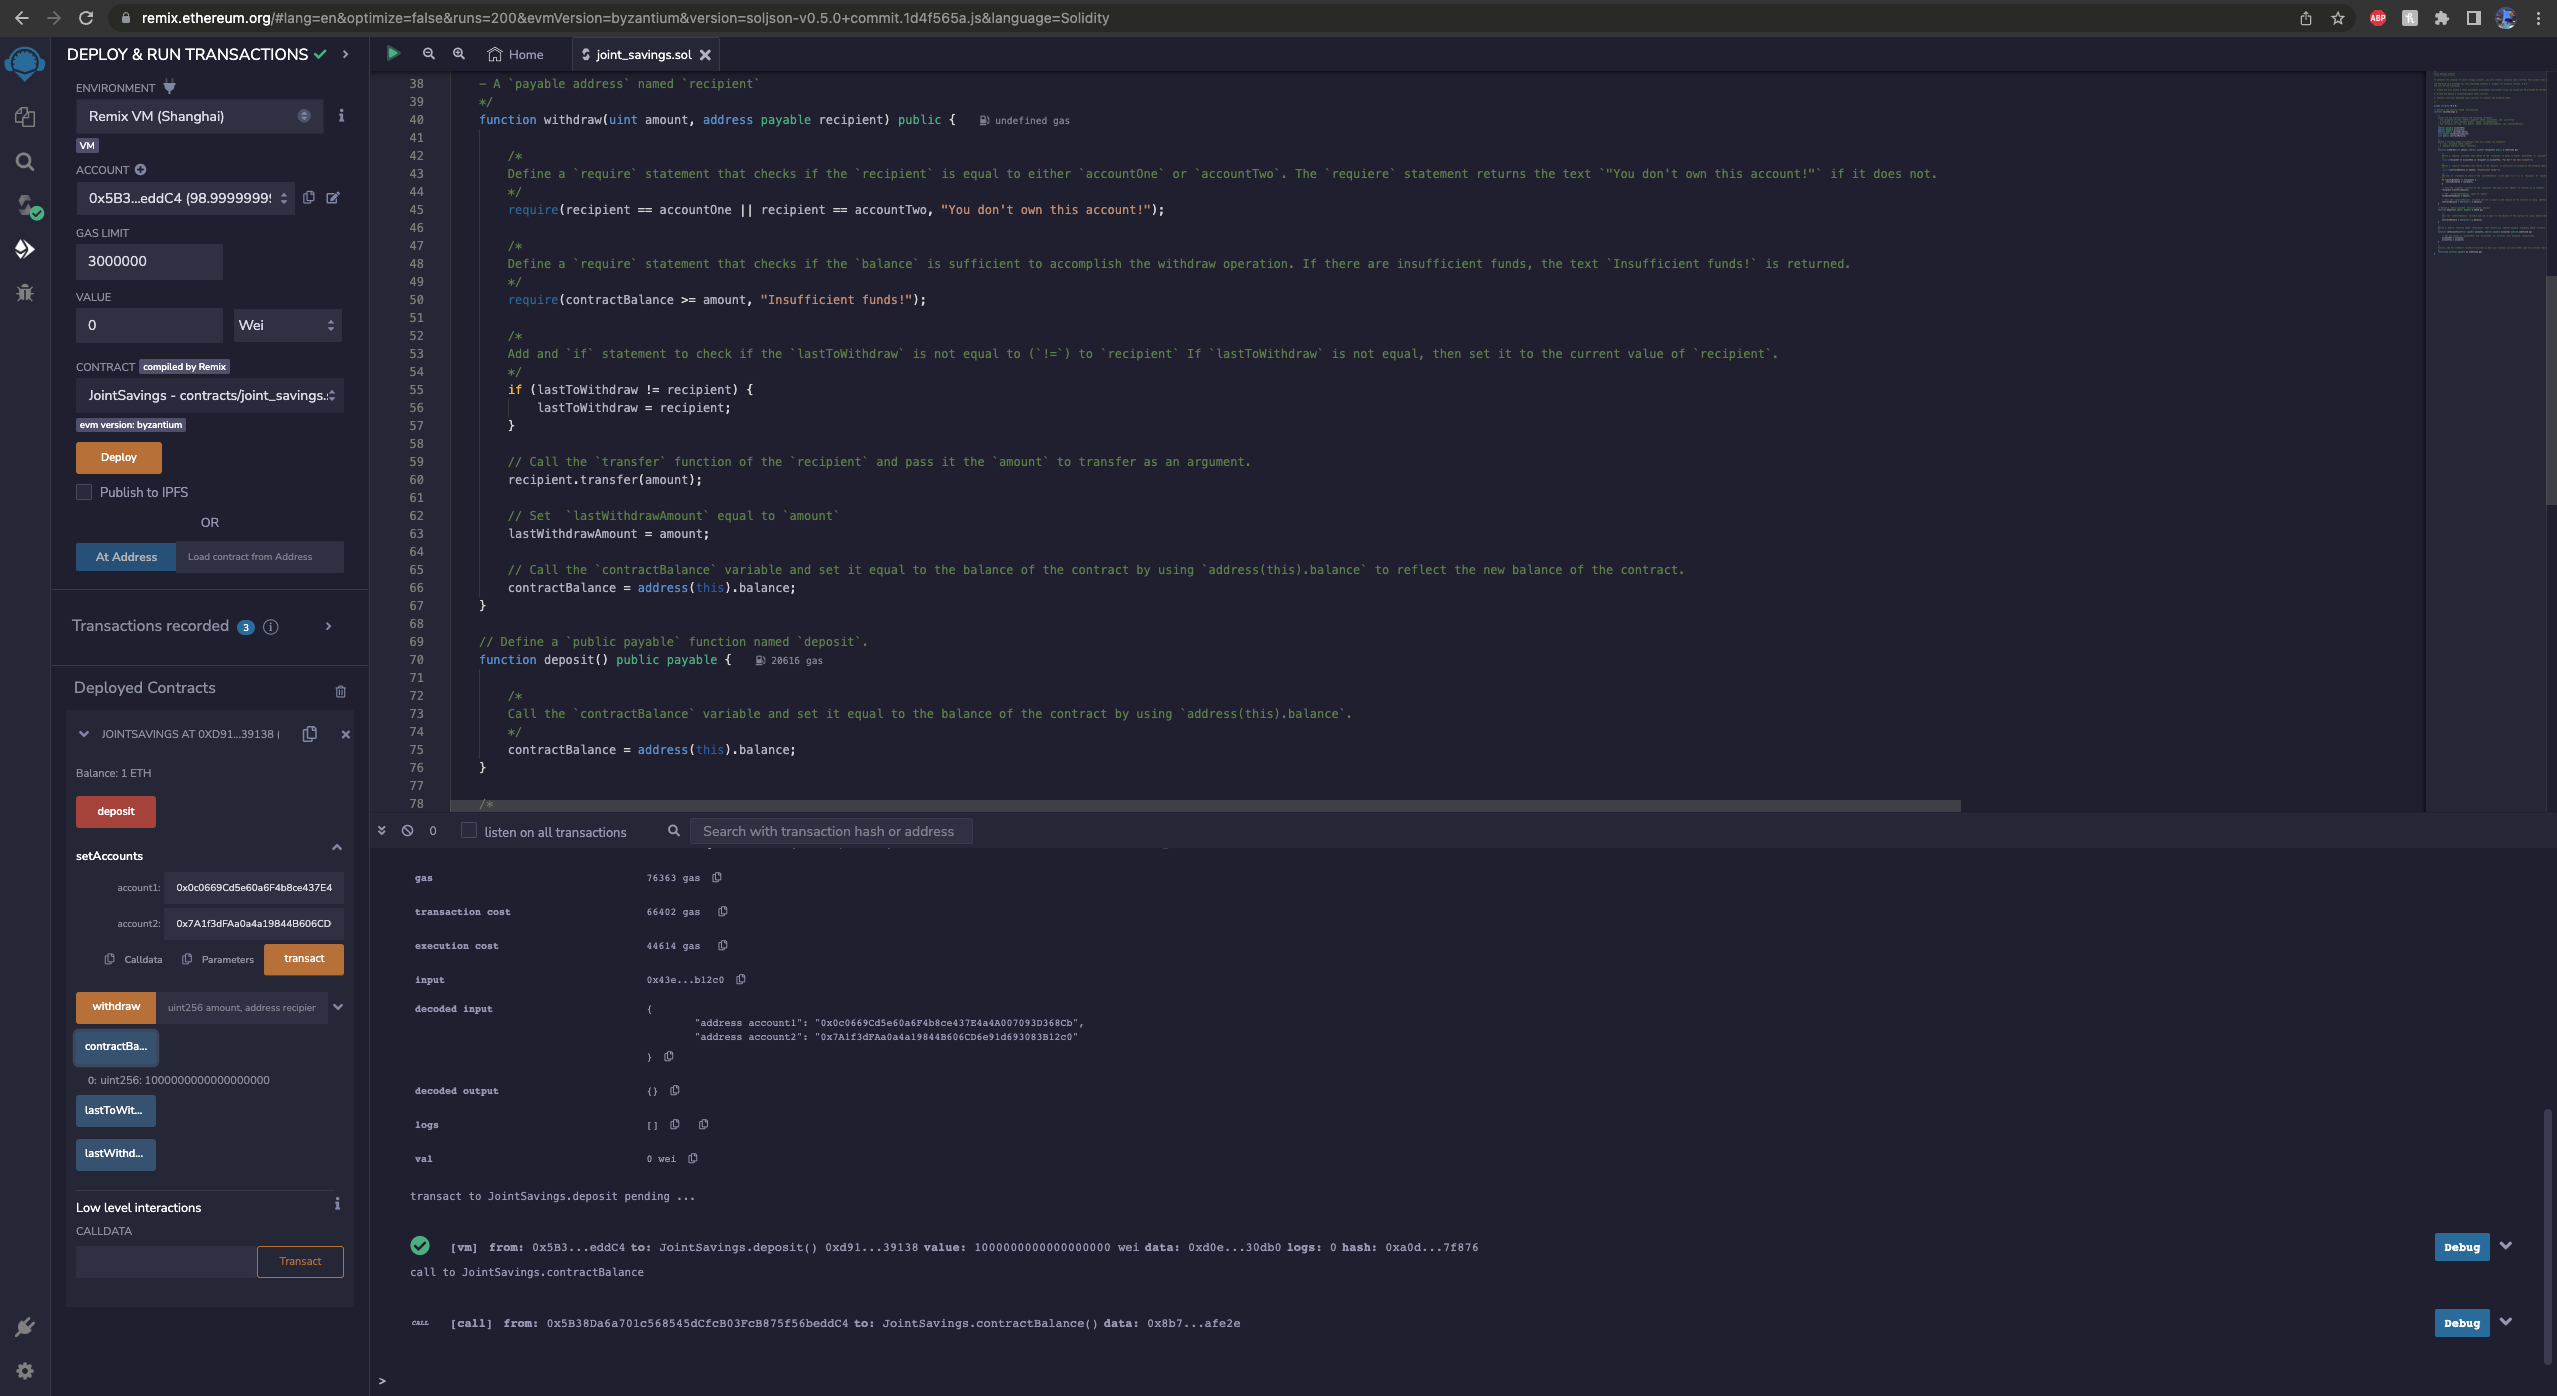 remix.ethereum.org/#lang=en&optimize=false&runs=200&evmVersion=byzantium&version=soljson-v0.5.0+commit.1d4f565a.js&language=Solidity
ABP
DEPLOY & RUN TRANSACTIONS
ENVIRONMENT
Remix VM (Shanghai)
VM
ACCOUNT
0x5B3...eddC4 (98.9999999
GAS LIMIT
3000000
VALUE
0
Wei
CONTRACT compiled by Remix
JointSavings - contracts/joint_savings.
evm version: byzantium
Deploy
Publish to IPFS
OR
At Address
Load contract from Address
Transactions recorded 3
Deployed Contracts
JOINTSAVINGS AT 0XD91...39138 (
Balance: 1 ETH
deposit
setAccounts
account1: 0x0c0669Cd5e60a6F4b8ce437E4
account2: 0x7A1f3dFAa0a4a19844B606CD
Calldata Parameters transact
withdraw uint256 amount, address recipier
contractBa...
0: uint256: 1000000000000000000
lastToWit...
lastWithd...
Low level interactions
CALLDATA
Transact
Home joint_savings.sol
38 - A `payable address` named `recipient`
39 */
40 function withdraw(uint amount, address payable recipient) public { undefined gas
41
42 /*
43 Define a `require` statement that checks if the `recipient` is equal to either `accountOne` or `accountTwo`. The `requiere` statement returns the text `"You don't own this account!"` if it does not.
44 */
45 require(recipient == accountOne || recipient == accountTwo, "You don't own this account!");
46
47 /*
48 Define a `require` statement that checks if the `balance` is sufficient to accomplish the withdraw operation. If there are insufficient funds, the text `Insufficient funds!` is returned.
49 */
50 require(contractBalance >= amount, "Insufficient funds!");
51
52 /*
53 Add and `if` statement to check if the `lastToWithdraw` is not equal to (`!=`) to `recipient` If `lastToWithdraw` is not equal, then set it to the current value of `recipient`.
54 */
55 if (lastToWithdraw != recipient) {
56 lastToWithdraw = recipient;
57 }
58
59 // Call the `transfer` function of the `recipient` and pass it the `amount` to transfer as an argument.
60 recipient.transfer(amount);
61
62 // Set  `lastWithdrawAmount` equal to `amount`
63 lastWithdrawAmount = amount;
64
65 // Call the `contractBalance` variable and set it equal to the balance of the contract by using `address(this).balance` to reflect the new balance of the contract.
66 contractBalance = address(this).balance;
67 }
68
69 // Define a `public payable` function named `deposit`.
70 function deposit() public payable { 20616 gas
71
72 /*
73 Call the `contractBalance` variable and set it equal to the balance of the contract by using `address(this).balance`.
74 */
75 contractBalance = address(this).balance;
76 }
77
78 /*
0 listen on all transactions Search with transaction hash or address
gas 76363 gas
transaction cost 66402 gas
execution cost 44614 gas
input 0x43e...b12c0
decoded input {
"address account1": "0x0c0669Cd5e60a6F4b8ce437E4a4A007093D368Cb",
"address account2": "0x7A1f3dFAa0a4a19844B606CD6e91d693083B12c0"
}
decoded output {}
logs []
val 0 wei
transact to JointSavings.deposit pending ...
[vm] from: 0x5B3...eddC4 to: JointSavings.deposit() 0xd91...39138 value: 1000000000000000000 wei data: 0xd0e...30db0 logs: 0 hash: 0xa0d...7f876
Debug
call to JointSavings.contractBalance
CALL [call] from: 0x5B38Da6a701c568545dCfcB03FcB875f56beddC4 to: JointSavings.contractBalance() data: 0x8b7...afe2e
Debug
>